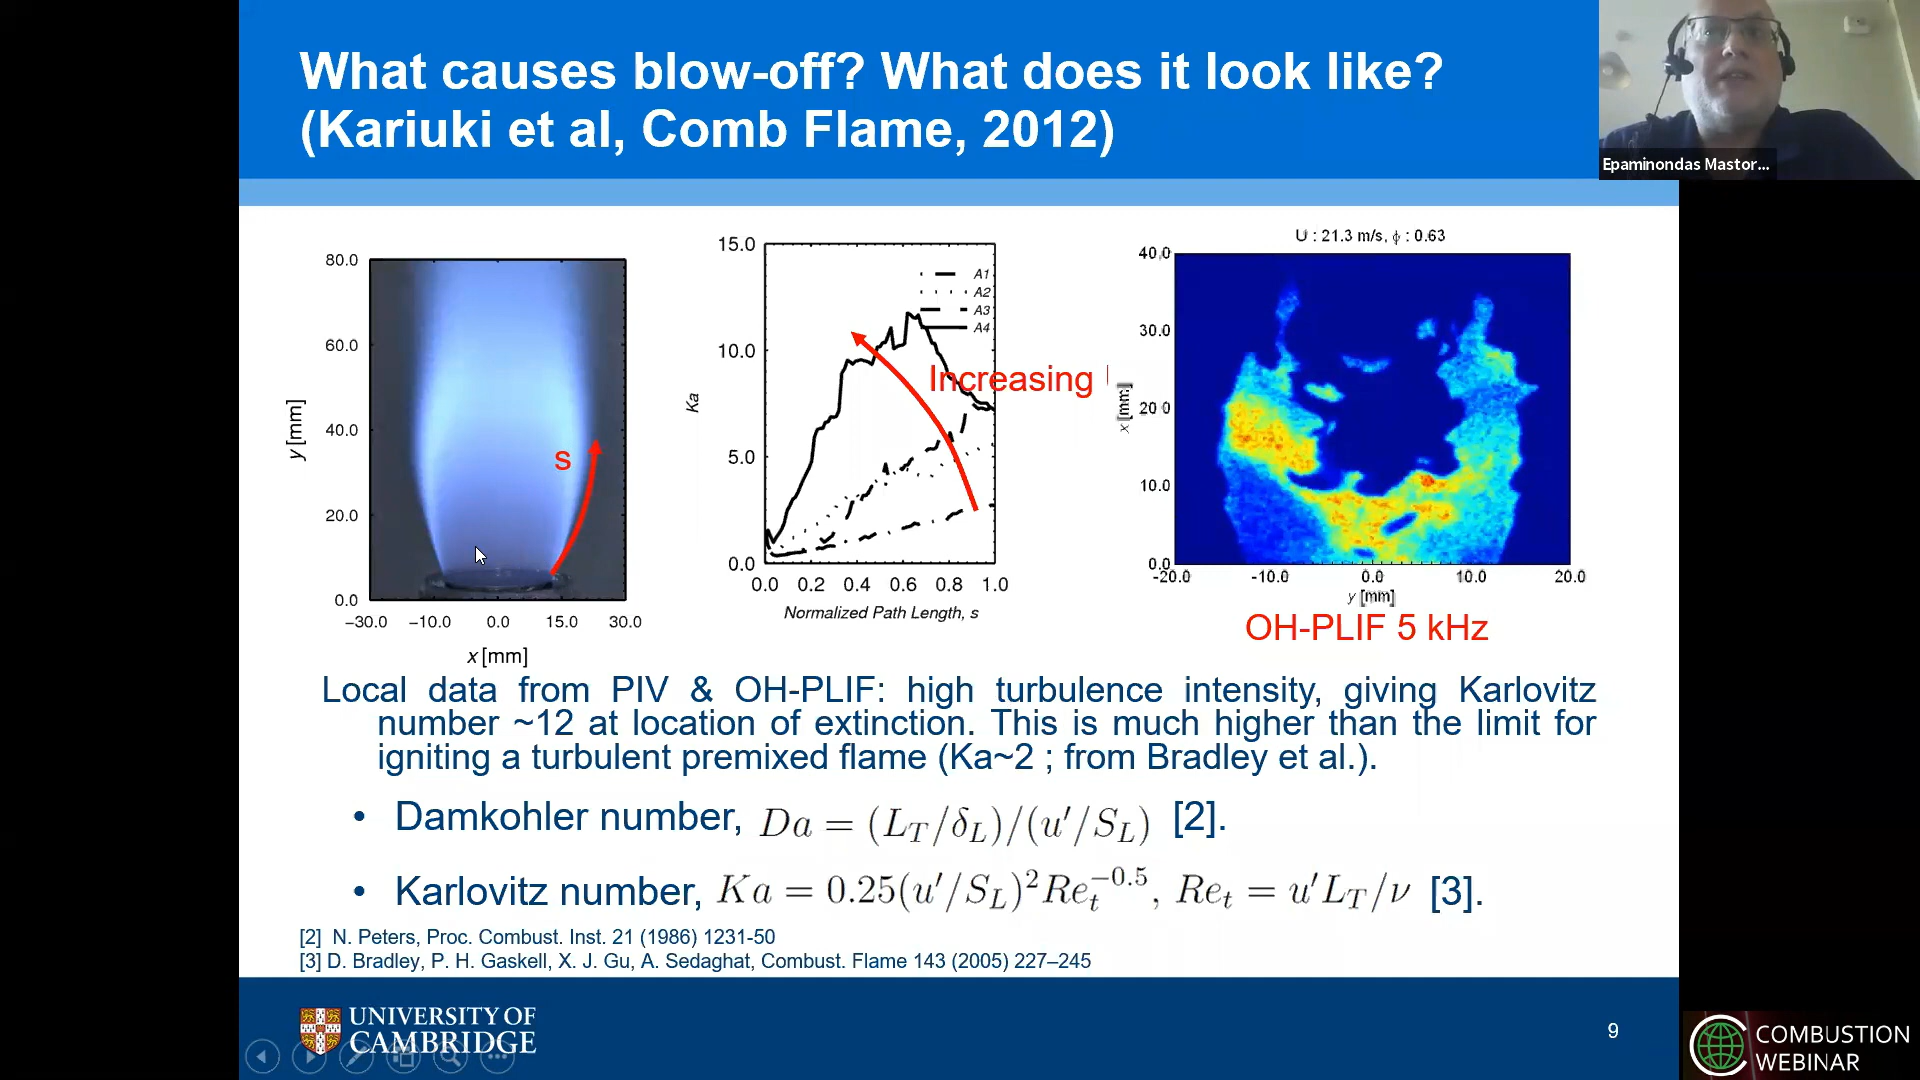 What causes blow-off? What does it look like?
(Kariuki et al, Comb Flame, 2012)
Epaminondas Mastor...
80.0
60.0
40.0
20.0
0.0
y [mm]
−30.0 −10.0 0.0 15.0 30.0
x [mm]
s
15.0
10.0
5.0
0.0
Ka
A1
A2
A3
A4
Increasing
0.0 0.2 0.4 0.6 0.8 1.0
Normalized Path Length, s
U : 21.3 m/s, ϕ : 0.63
40.0
30.0
20.0
10.0
0.0
x [mm]
-20.0 -10.0 0.0 10.0 20.0
y [mm]
OH-PLIF 5 kHz
Local data from PIV & OH-PLIF: high turbulence intensity, giving Karlovitz
number ~12 at location of extinction. This is much higher than the limit for
igniting a turbulent premixed flame (Ka~2 ; from Bradley et al.).
• Damkohler number, Da = (L_T/δ_L)/(u′/S_L) [2].
• Karlovitz number, Ka = 0.25(u′/S_L)²Re_t^−0.5, Re_t = u′L_T/ν [3].
[2] N. Peters, Proc. Combust. Inst. 21 (1986) 1231-50
[3] D. Bradley, P. H. Gaskell, X. J. Gu, A. Sedaghat, Combust. Flame 143 (2005) 227–245
UNIVERSITY OF
CAMBRIDGE
9
COMBUSTION
WEBINAR